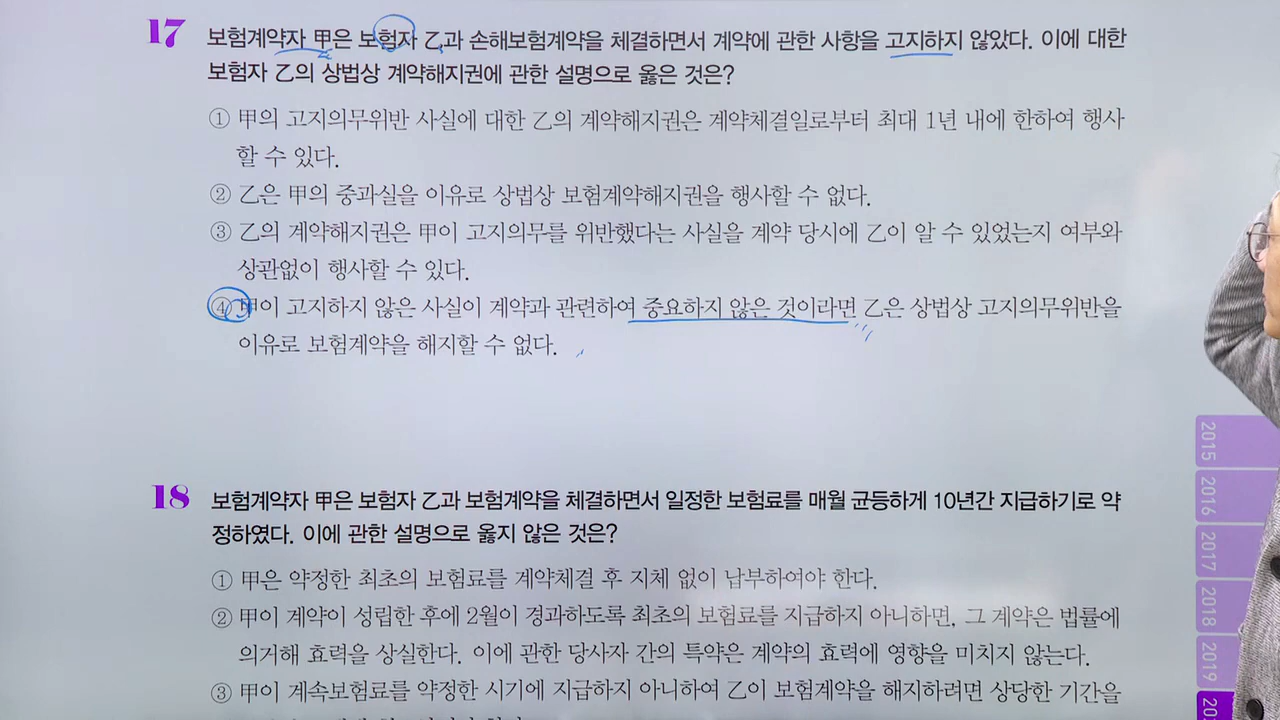 17 보험계약자 甲은 보험자 乙과 손해보험계약을 체결하면서 계약에 관한 사항을 고지하지 않았다. 이에 대한
보험자 乙의 상법상 계약해지권에 관한 설명으로 옳은 것은?
① 甲의 고지의무위반 사실에 대한 乙의 계약해지권은 계약체결일로부터 최대 1년 내에 한하여 행사
할 수 있다.
② 乙은 甲의 중과실을 이유로 상법상 보험계약해지권을 행사할 수 없다.
③ 乙의 계약해지권은 甲이 고지의무를 위반했다는 사실을 계약 당시에 乙이 알 수 있었는지 여부와
상관없이 행사할 수 있다.
④ 甲이 고지하지 않은 사실이 계약과 관련하여 중요하지 않은 것이라면 乙은 상법상 고지의무위반을
이유로 보험계약을 해지할 수 없다.
18 보험계약자 甲은 보험자 乙과 보험계약을 체결하면서 일정한 보험료를 매월 균등하게 10년간 지급하기로 약
정하였다. 이에 관한 설명으로 옳지 않은 것은?
① 甲은 약정한 최초의 보험료를 계약체결 후 지체 없이 납부하여야 한다.
② 甲이 계약이 성립한 후에 2월이 경과하도록 최초의 보험료를 지급하지 아니하면, 그 계약은 법률에
의거해 효력을 상실한다. 이에 관한 당사자 간의 특약은 계약의 효력에 영향을 미치지 않는다.
③ 甲이 계속보험료를 약정한 시기에 지급하지 아니하여 乙이 보험계약을 해지하려면 상당한 기간을
2015
2016
2017
2018
2019
20